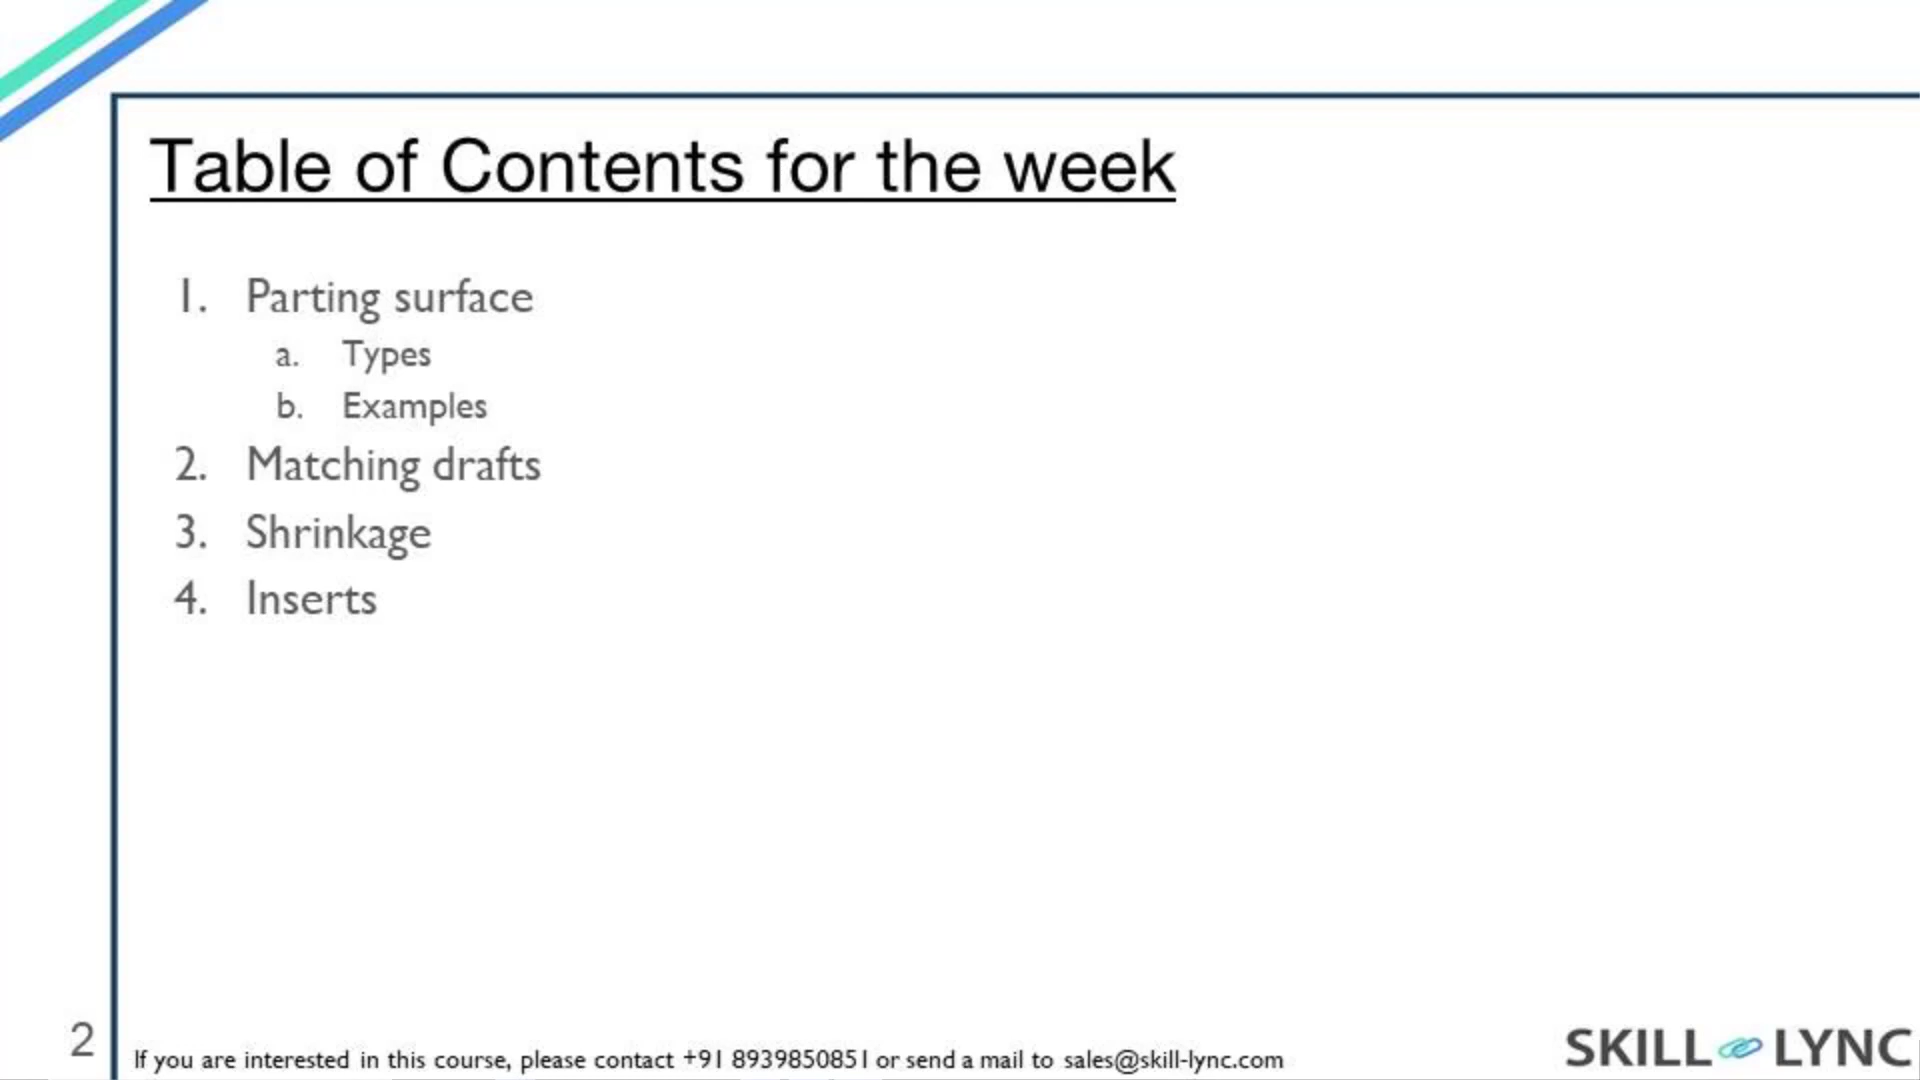 Table of Contents for the week
1. Parting surface
a. Types
b. Examples
2. Matching drafts
3. Shrinkage
4. Inserts
2
If you are interested in this course, please contact +91 8939850851 or send a mail to sales@skill-lync.com
SKILL LYNC